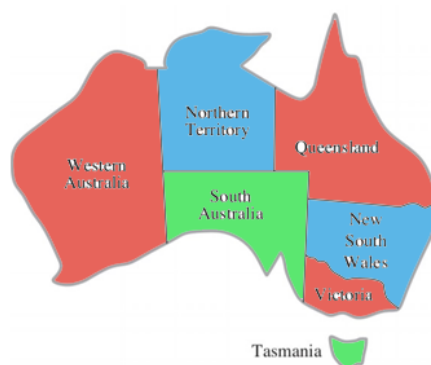 Northern
Territory
Western
Australia
Queensland
South
Australia
New
South
Wales
Victoria
Tasmania